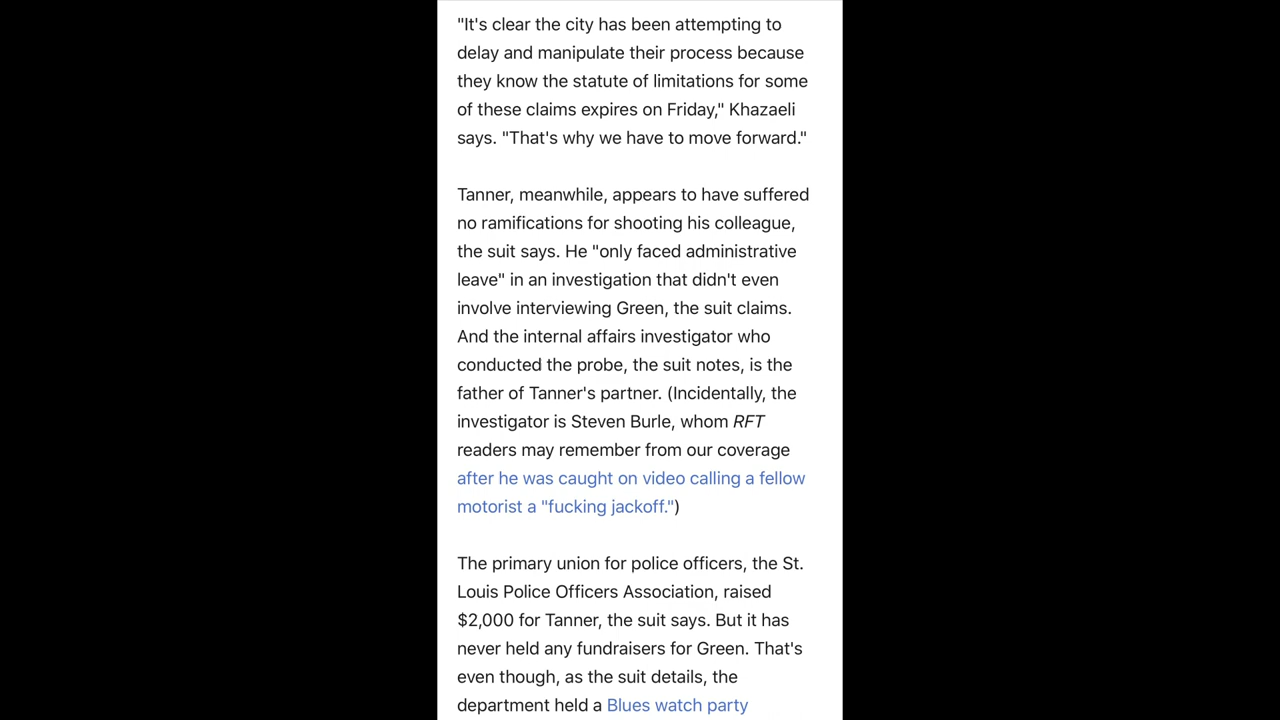 "It's clear the city has been attempting to
delay and manipulate their process because
they know the statute of limitations for some
of these claims expires on Friday," Khazaeli
says. "That's why we have to move forward."
Tanner, meanwhile, appears to have suffered
no ramifications for shooting his colleague,
the suit says. He "only faced administrative
leave" in an investigation that didn't even
involve interviewing Green, the suit claims.
And the internal affairs investigator who
conducted the probe, the suit notes, is the
father of Tanner's partner. (Incidentally, the
investigator is Steven Burle, whom RFT
readers may remember from our coverage
after he was caught on video calling a fellow
motorist a "fucking jackoff.")
The primary union for police officers, the St.
Louis Police Officers Association, raised
$2,000 for Tanner, the suit says. But it has
never held any fundraisers for Green. That's
even though, as the suit details, the
department held a Blues watch party